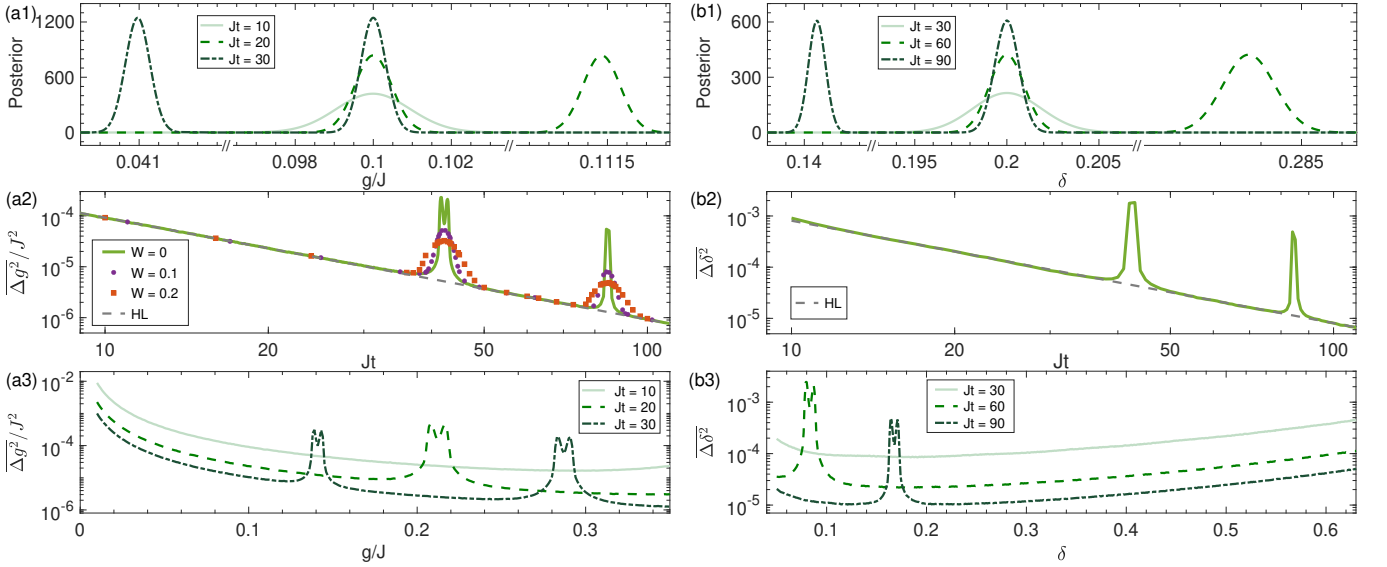 (a1)
1200
600
0
Posterior
Jt = 10
Jt = 20
Jt = 30
0.041
//
0.098
0.1
0.102
//
0.1115
g/J
(b1)
600
300
0
Posterior
Jt = 30
Jt = 60
Jt = 90
0.14
//
0.195
0.2
0.205
//
0.285
δ
(a2)
10⁻⁴
10⁻⁵
10⁻⁶
Δg²/J²
W = 0
W = 0.1
W = 0.2
HL
20
50
100
Jt
(b2)
10⁻³
10⁻⁴
10⁻⁵
Δδ²
HL
10
20
50
100
Jt
(a3)
10⁻²
10⁻⁴
10⁻⁶
Δg²/J²
Jt = 10
Jt = 20
Jt = 30
0
0.1
0.2
0.3
g/J
(b3)
10⁻³
10⁻⁴
10⁻⁵
Δδ²
Jt = 30
Jt = 60
Jt = 90
0.1
0.2
0.3
0.4
0.5
0.6
δ